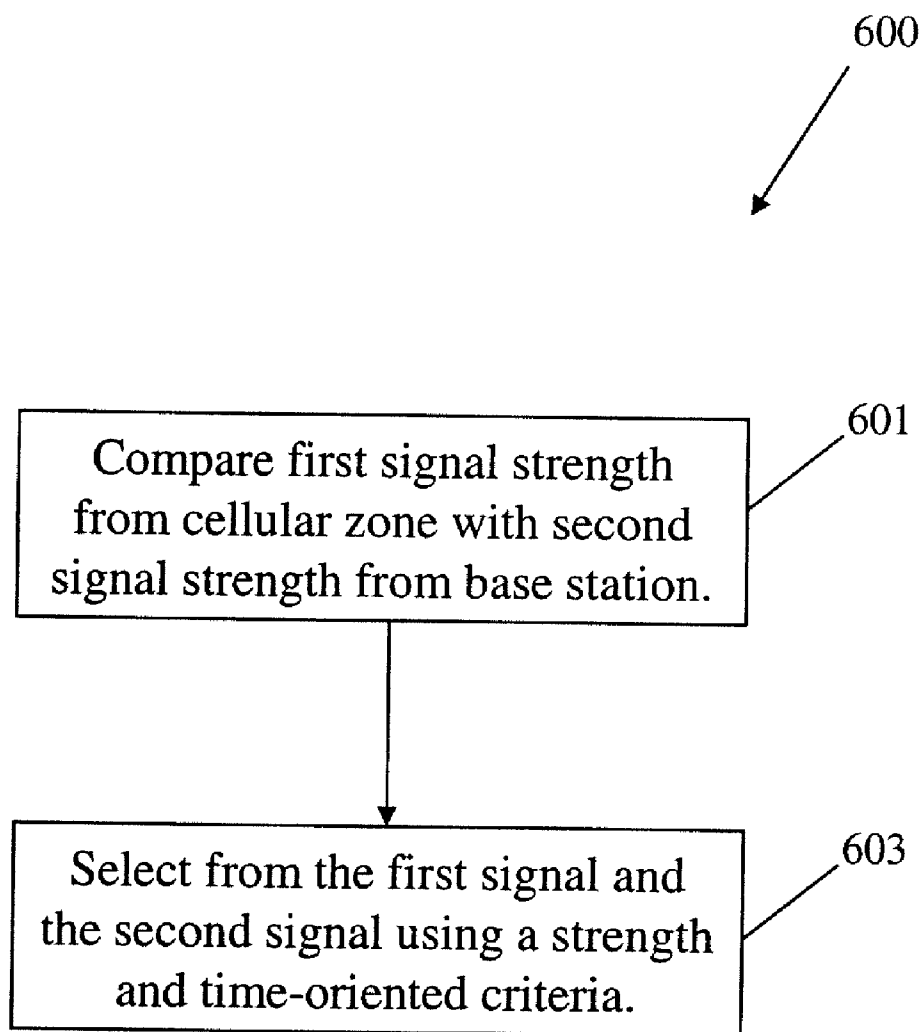 600
601
Compare first signal strength
from cellular zone with second
signal strength from base station.
603
Select from the first signal and
the second signal using a strength
and time-oriented criteria.